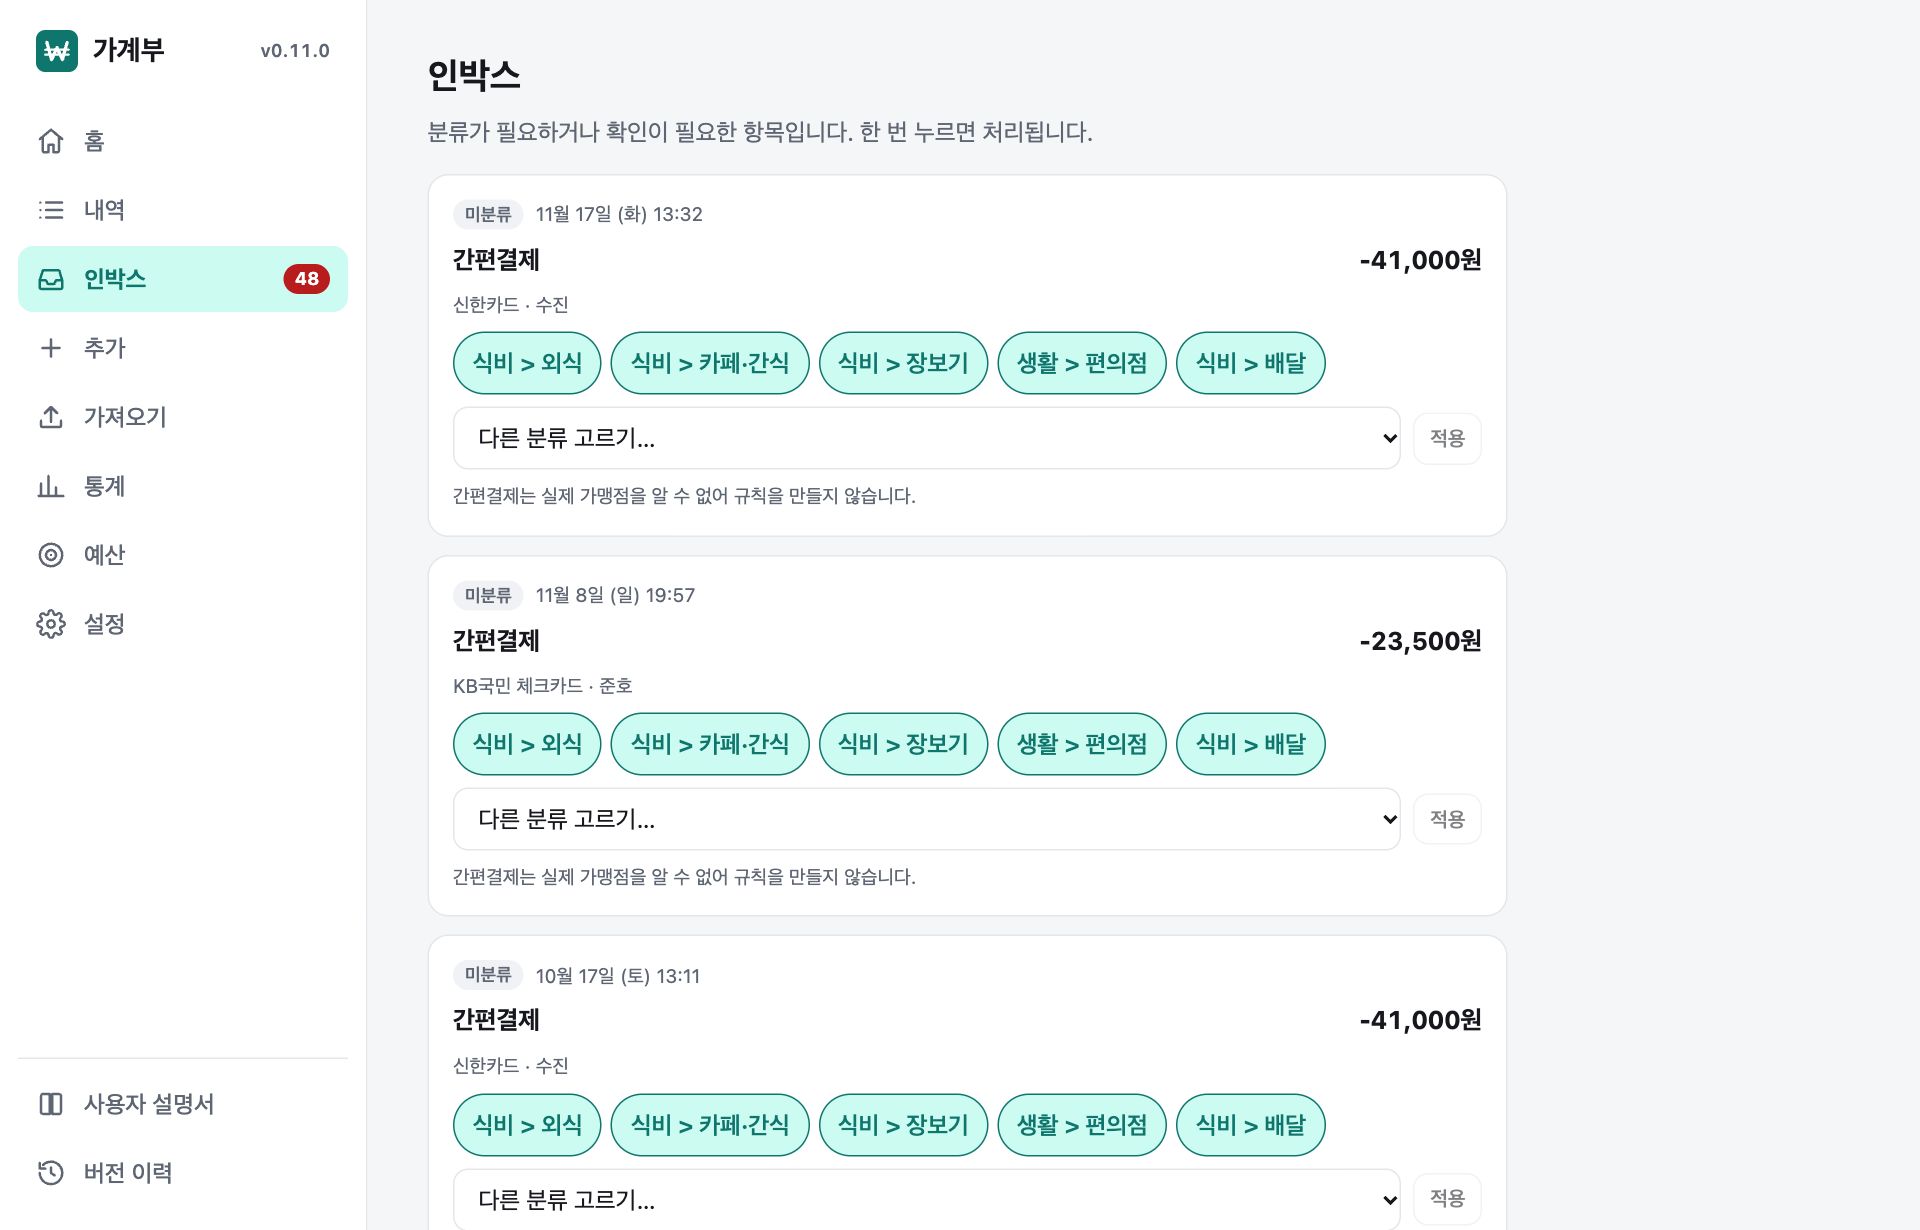 가계부
v0.11.0
홈
내역
인박스
48
추가
가져오기
통계
예산
설정
사용자 설명서
버전 이력
인박스
분류가 필요하거나 확인이 필요한 항목입니다. 한 번 누르면 처리됩니다.
미분류 11월 17일 (화) 13:32
간편결제 -41,000원
신한카드 · 수진
식비 > 외식 식비 > 카페·간식 식비 > 장보기 생활 > 편의점 식비 > 배달
다른 분류 고르기... 적용
간편결제는 실제 가맹점을 알 수 없어 규칙을 만들지 않습니다.
미분류 11월 8일 (일) 19:57
간편결제 -23,500원
KB국민 체크카드 · 준호
식비 > 외식 식비 > 카페·간식 식비 > 장보기 생활 > 편의점 식비 > 배달
다른 분류 고르기... 적용
간편결제는 실제 가맹점을 알 수 없어 규칙을 만들지 않습니다.
미분류 10월 17일 (토) 13:11
간편결제 -41,000원
신한카드 · 수진
식비 > 외식 식비 > 카페·간식 식비 > 장보기 생활 > 편의점 식비 > 배달
다른 분류 고르기... 적용